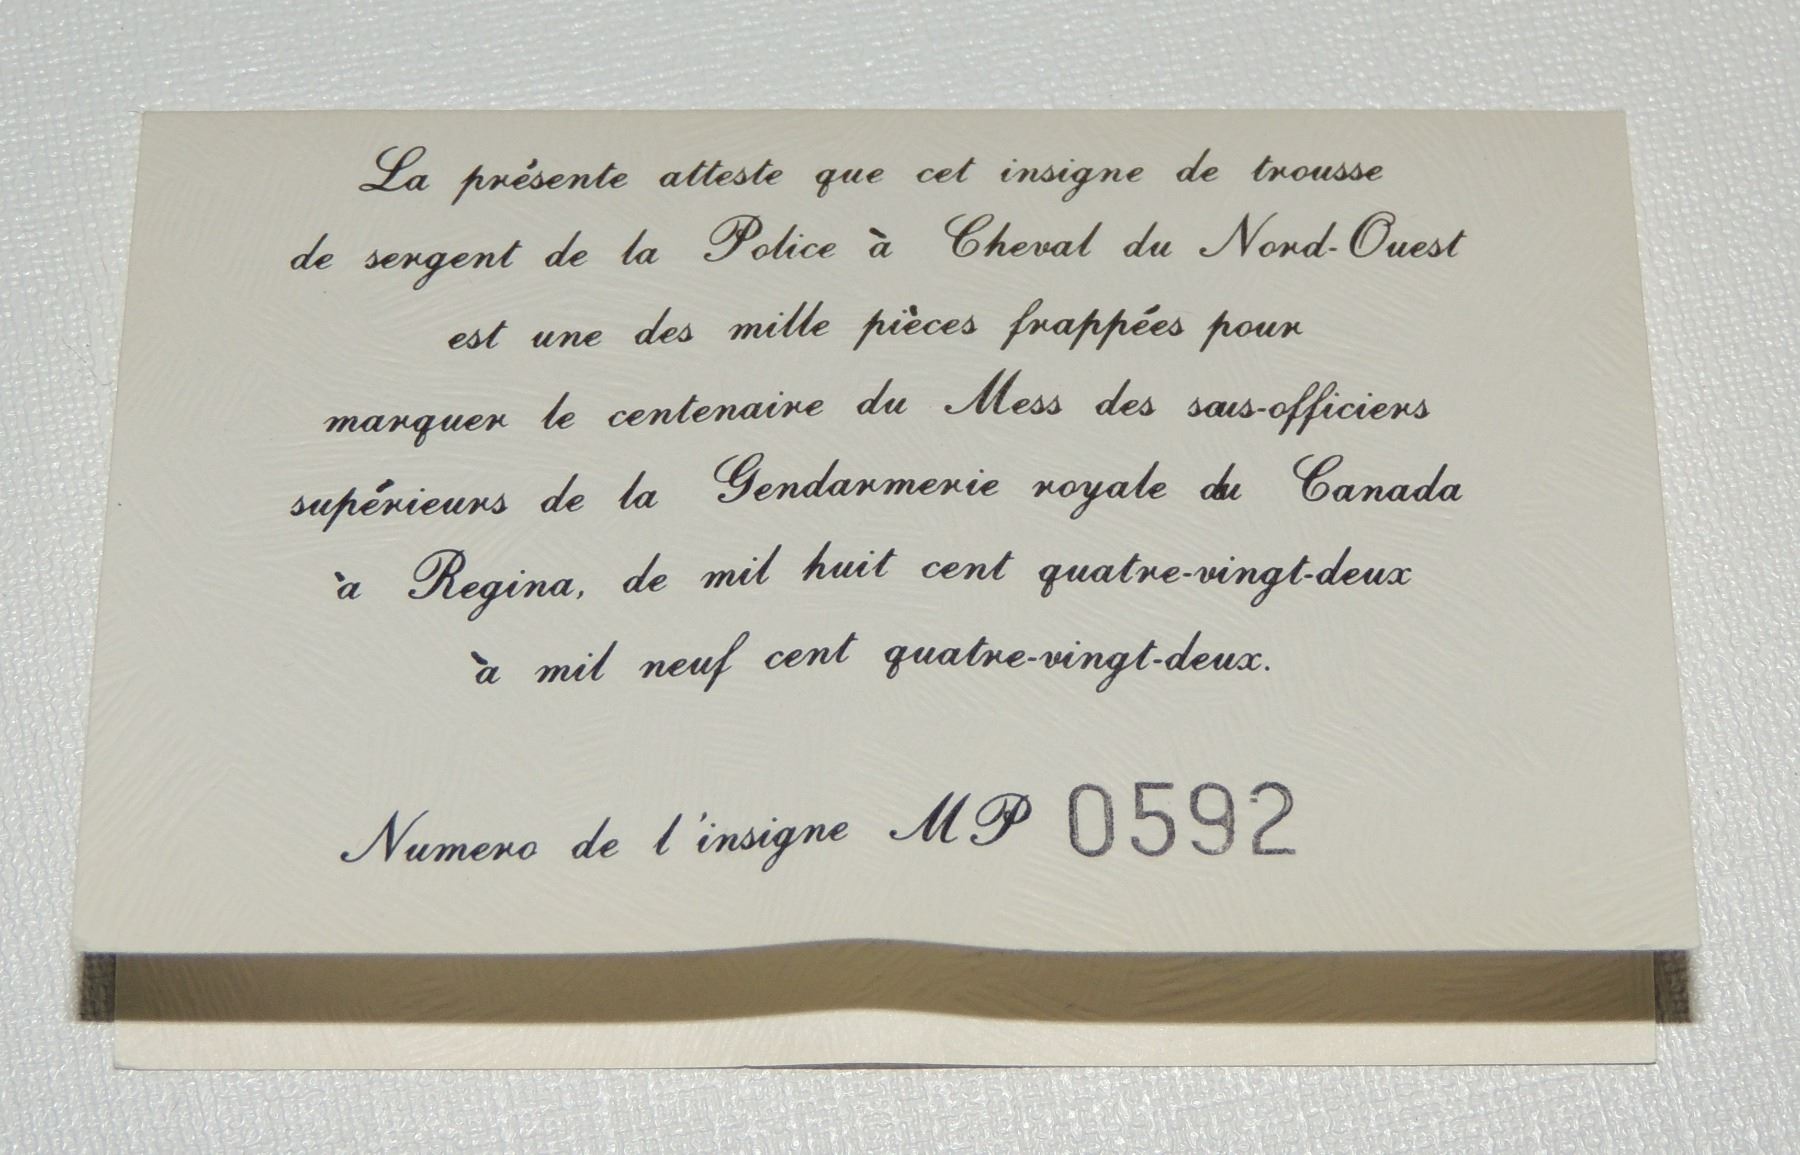 La présente atteste que cet insigne de trousse
de sergent de la Police à Cheval du Nord-Ouest
est une des mille pièces frappées pour
marquer le centenaire du Mess des sous-officiers
supérieurs de la Gendarmerie royale du Canada
à Regina, de mil huit cent quatre-vingt-deux
à mil neuf cent quatre-vingt-deux.
Numero de l'insigne MP 0592